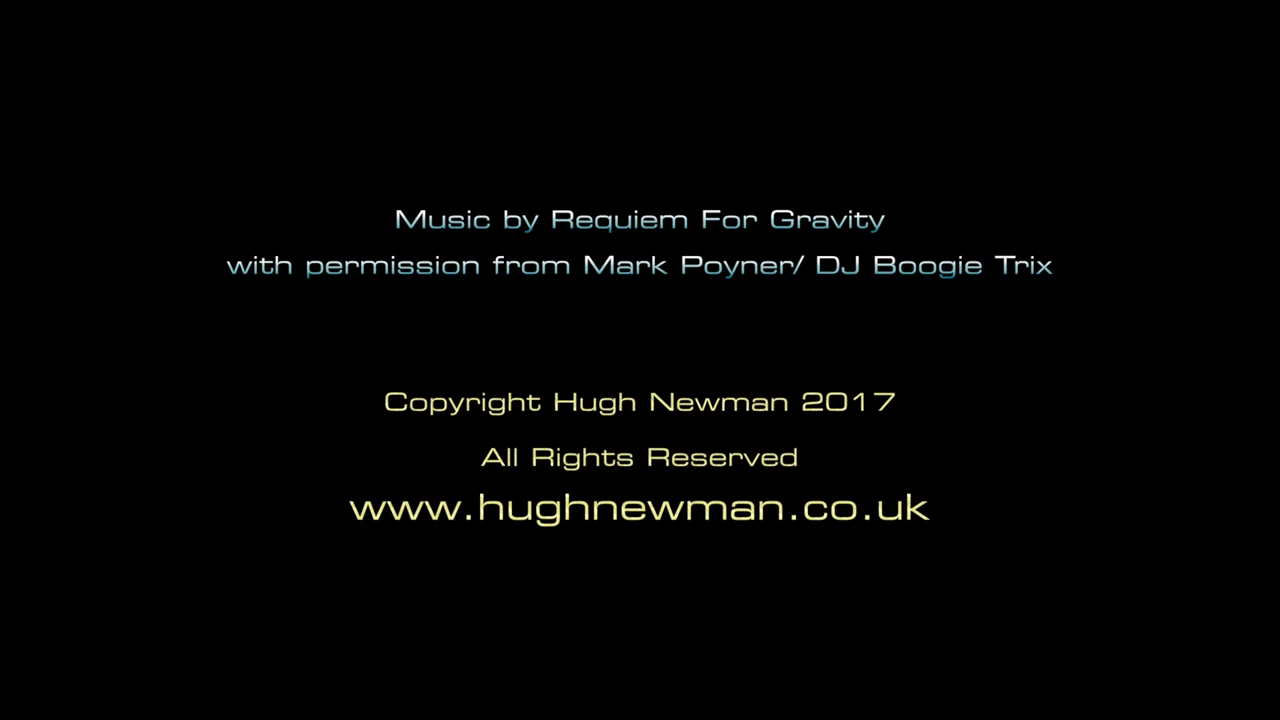 Music by Requiem For Gravity
with permission from Mark Poyner/ DJ Boogie Trix
Copyright Hugh Newman 2017
All Rights Reserved
www.hughnewman.co.uk